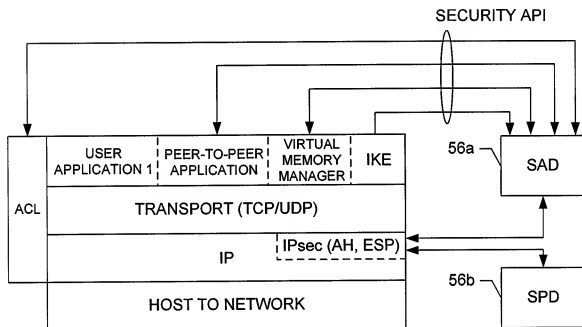 SECURITY API
USER
APPLICATION 1
PEER-TO-PEER
APPLICATION
VIRTUAL
MEMORY
MANAGER
IKE
56a
SAD
ACL
TRANSPORT (TCP/UDP)
IP
IPsec (AH, ESP)
56b
SPD
HOST TO NETWORK